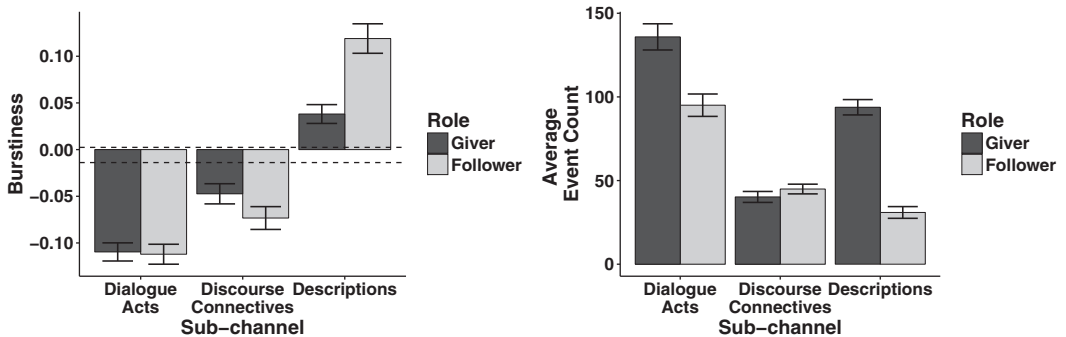 Burstiness
0.10
0.05
0.00
−0.05
−0.10
Dialogue
Acts
Discourse
Connectives
Descriptions
Sub−channel
Role
Giver
Follower
Average
Event Count
150
100
50
0
Dialogue
Acts
Discourse
Connectives
Descriptions
Sub−channel
Role
Giver
Follower